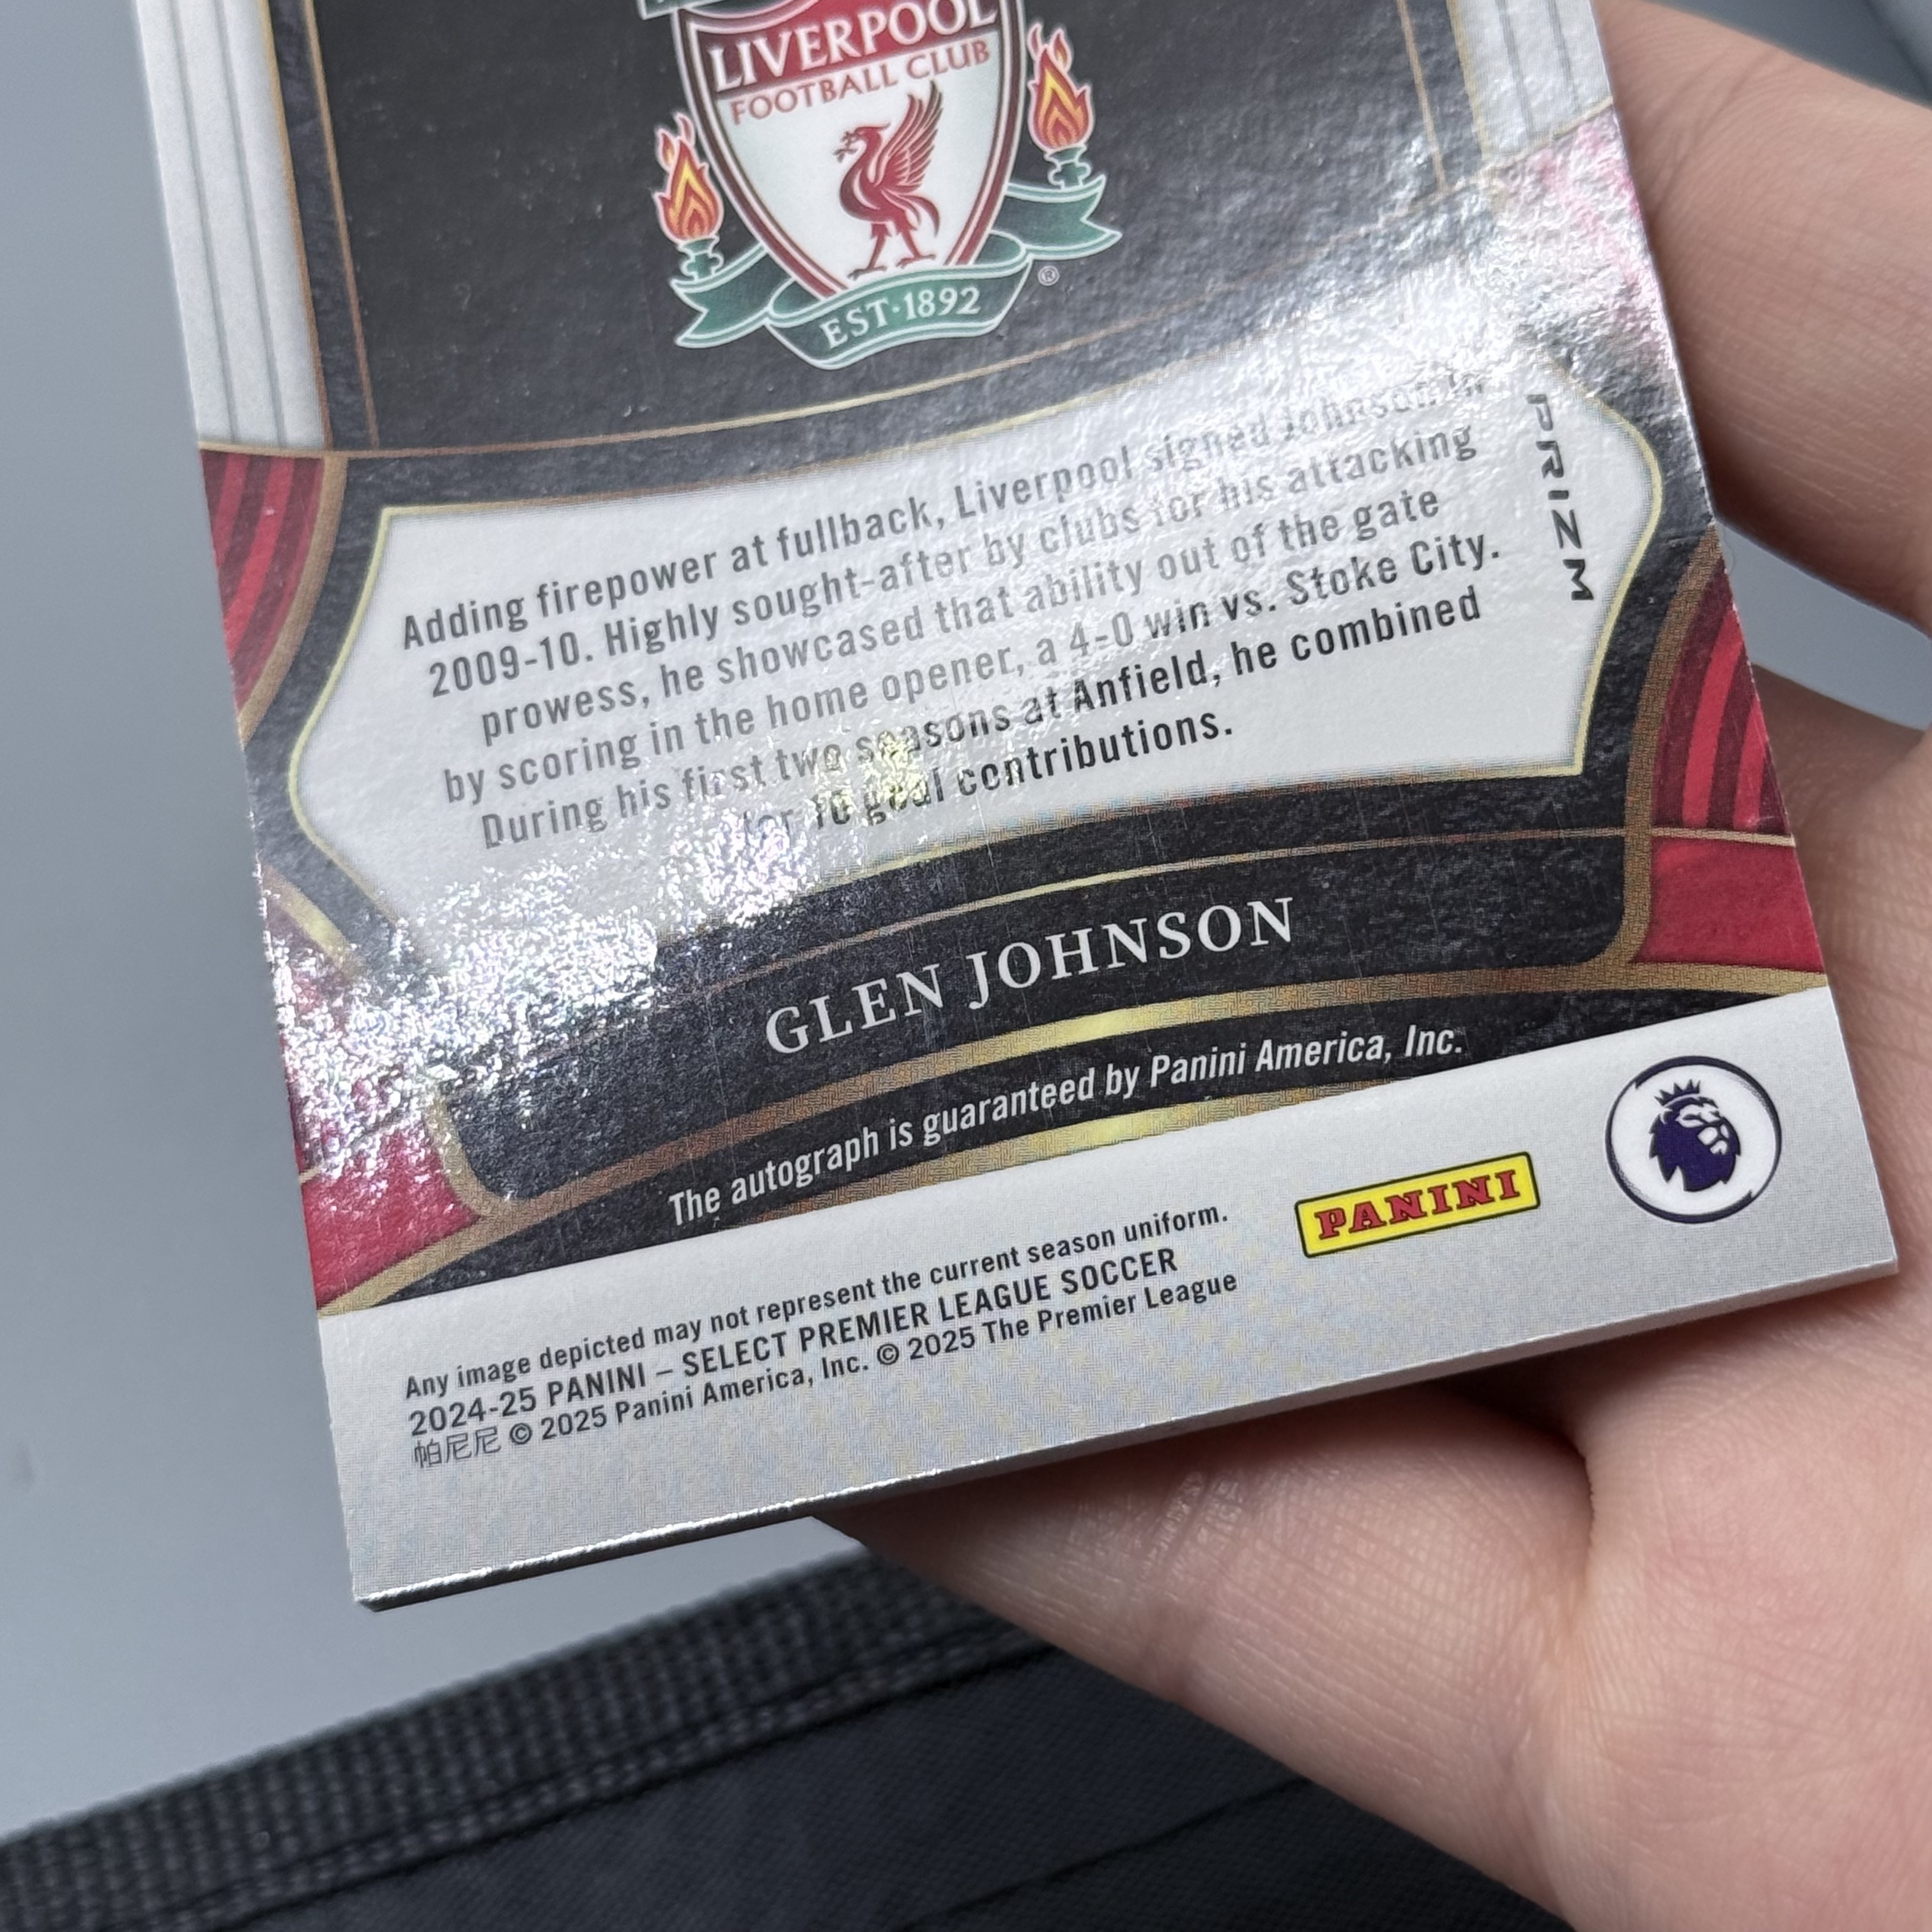 LIVERPOOL
FOOTBALL CLUB
EST·1892
®
Adding firepower at fullback, Liverpool signed Johnson in
2009-10. Highly sought-after by clubs for his attacking
prowess, he showcased that ability out of the gate
by scoring in the home opener, a 4-0 win vs. Stoke City.
During his first two seasons at Anfield, he combined
for 10 goal contributions.
PRIZM
GLEN JOHNSON
The autograph is guaranteed by Panini America, Inc.
Any image depicted may not represent the current season uniform.
2024-25 PANINI – SELECT PREMIER LEAGUE SOCCER
帕尼尼 © 2025 Panini America, Inc. © 2025 The Premier League
PANINI